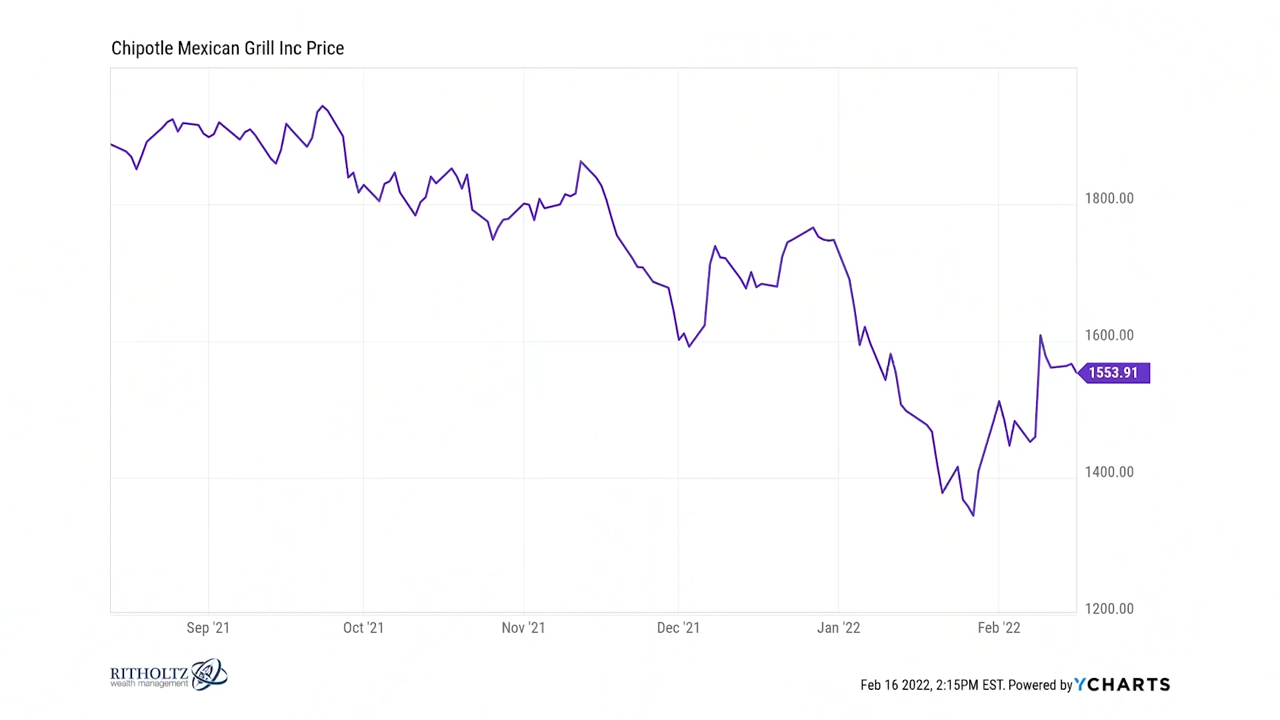 Chipotle Mexican Grill Inc Price
1800.00
1600.00
1553.91
1400.00
1200.00
Sep '21 Oct '21 Nov '21 Dec '21 Jan '22 Feb '22
RITHOLTZ
wealth management
Feb 16 2022, 2:15PM EST. Powered by YCHARTS